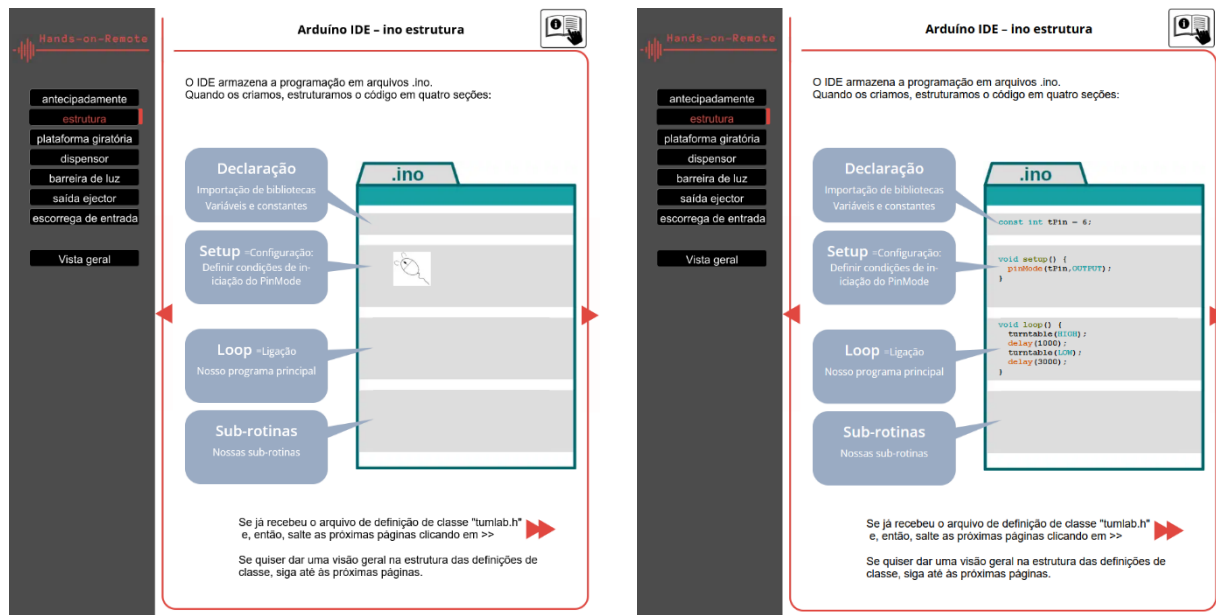 Hands-on-Remote
Arduíno IDE – ino estrutura
O IDE armazena a programação em arquivos .ino.
Quando os criamos, estruturamos o código em quatro seções:
antecipadamente
estrutura
plataforma giratória
dispensor
barreira de luz
saída ejector
escorrega de entrada
Vista geral
Declaração
Importação de bibliotecas
Variáveis e constantes
.ino
Setup =Configuração:
Definir condições de in-
iciação do PinMode
Loop =Ligação
Nosso programa principal
Sub-rotinas
Nossas sub-rotinas
Se já recebeu o arquivo de definição de classe "tumlab.h"
e, então, salte as próximas páginas clicando em >>
Se quiser dar uma visão geral na estrutura das definições de
classe, siga até às próximas páginas.
Hands-on-Remote
Arduíno IDE – ino estrutura
O IDE armazena a programação em arquivos .ino.
Quando os criamos, estruturamos o código em quatro seções:
antecipadamente
estrutura
plataforma giratória
dispensor
barreira de luz
saída ejector
escorrega de entrada
Vista geral
Declaração
Importação de bibliotecas
Variáveis e constantes
.ino
const int tPin = 6;
Setup =Configuração:
Definir condições de in-
iciação do PinMode
void setup() {
pinMode(tPin,OUTPUT);
}
Loop =Ligação
Nosso programa principal
void loop() {
turntable(HIGH);
delay(1000);
turntable(LOW);
delay(3000);
}
Sub-rotinas
Nossas sub-rotinas
Se já recebeu o arquivo de definição de classe "tumlab.h"
e, então, salte as próximas páginas clicando em >>
Se quiser dar uma visão geral na estrutura das definições de
classe, siga até às próximas páginas.